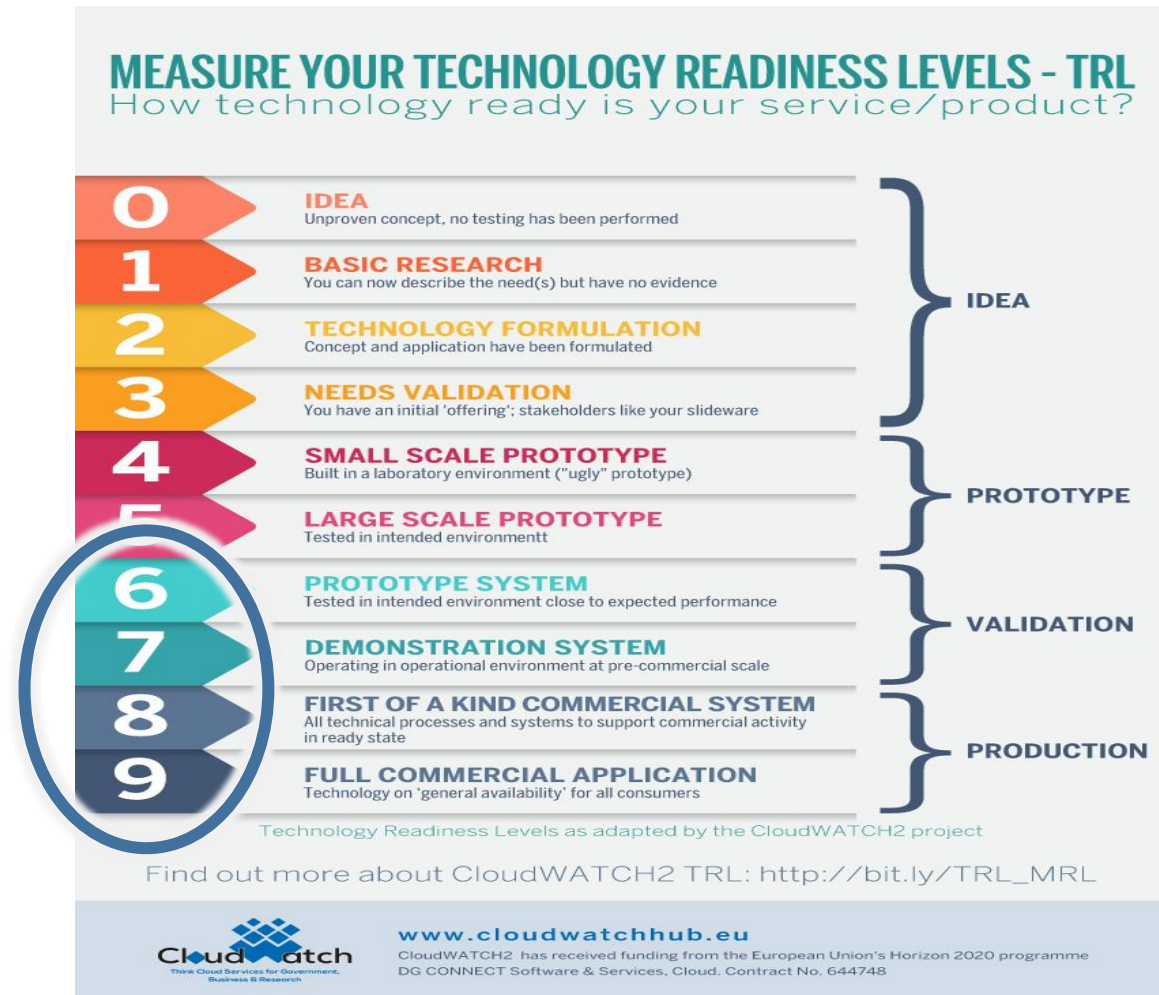 MEASURE YOUR TECHNOLOGY READINESS LEVELS - TRL
How technology ready is your service/product?
0
IDEA
Unproven concept, no testing has been performed
1
BASIC RESEARCH
You can now describe the need(s) but have no evidence
2
TECHNOLOGY FORMULATION
Concept and application have been formulated
3
NEEDS VALIDATION
You have an initial 'offering'; stakeholders like your slideware
IDEA
4
SMALL SCALE PROTOTYPE
Built in a laboratory environment ("ugly" prototype)
5
LARGE SCALE PROTOTYPE
Tested in intended environmentt
PROTOTYPE
6
PROTOTYPE SYSTEM
Tested in intended environment close to expected performance
7
DEMONSTRATION SYSTEM
Operating in operational environment at pre-commercial scale
VALIDATION
8
FIRST OF A KIND COMMERCIAL SYSTEM
All technical processes and systems to support commercial activity
in ready state
9
FULL COMMERCIAL APPLICATION
Technology on 'general availability' for all consumers
PRODUCTION
Technology Readiness Levels as adapted by the CloudWATCH2 project
Find out more about CloudWATCH2 TRL: http://bit.ly/TRL_MRL
CloudWatch
Think Cloud Services for Government,
Business & Research
www.cloudwatchhub.eu
CloudWATCH2 has received funding from the European Union's Horizon 2020 programme
DG CONNECT Software & Services, Cloud. Contract No. 644748